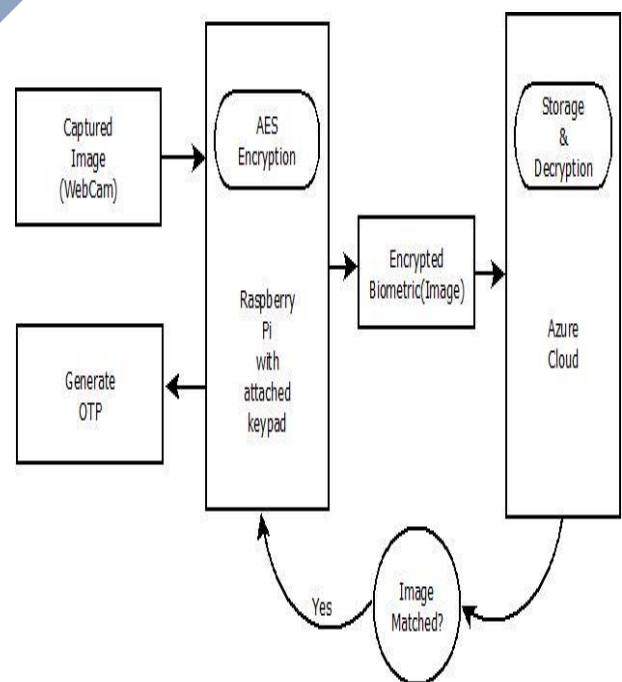 Captured
Image
(WebCam)
AES
Encryption
Raspberry
Pi
with
attached
keypad
Generate
OTP
Encrypted
Biometric(Image)
Storage
&
Decryption
Azure
Cloud
Image
Matched?
Yes